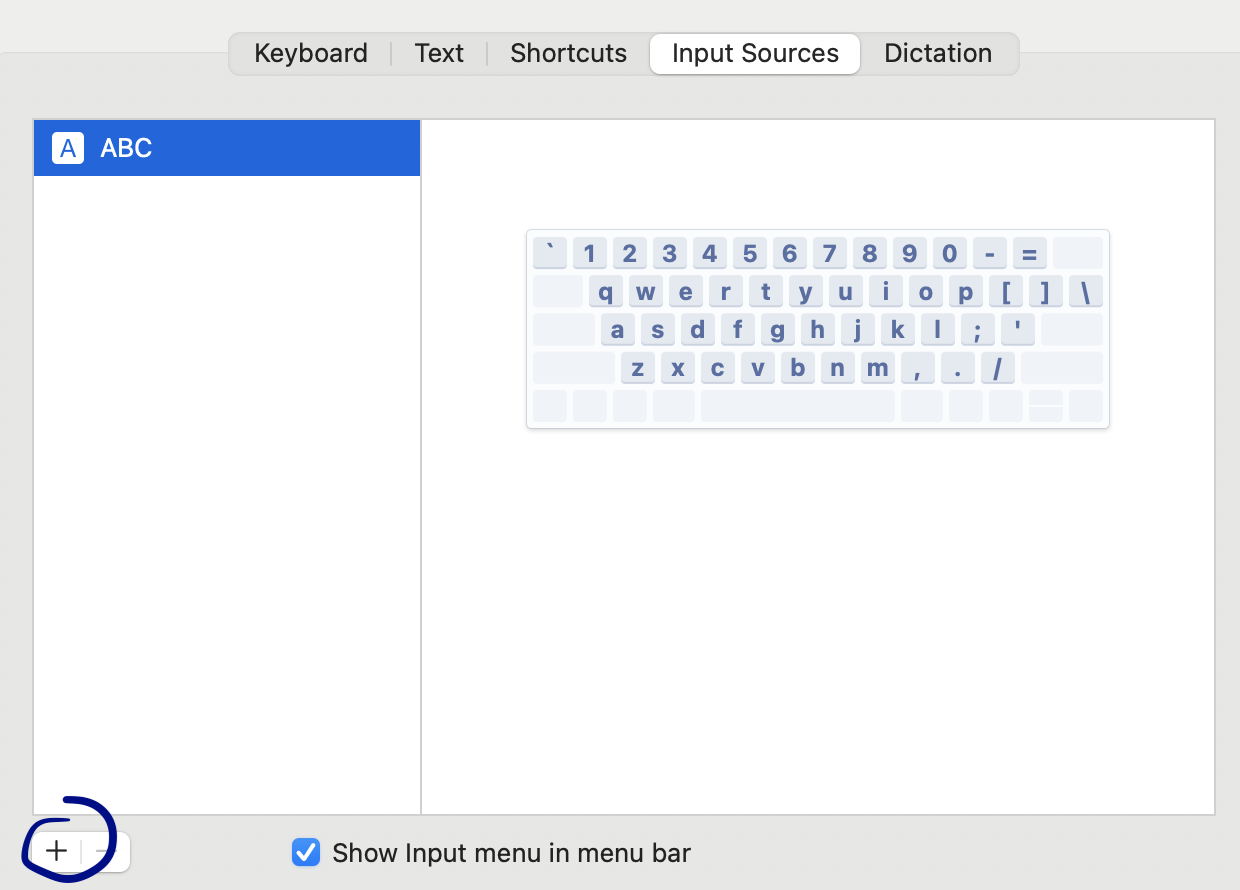 Keyboard Text Shortcuts Input Sources Dictation
A ABC
` 1 2 3 4 5 6 7 8 9 0 - =
q w e r t y u i o p [ ] \
a s d f g h j k l ; '
z x c v b n m , . /
+ −
Show Input menu in menu bar